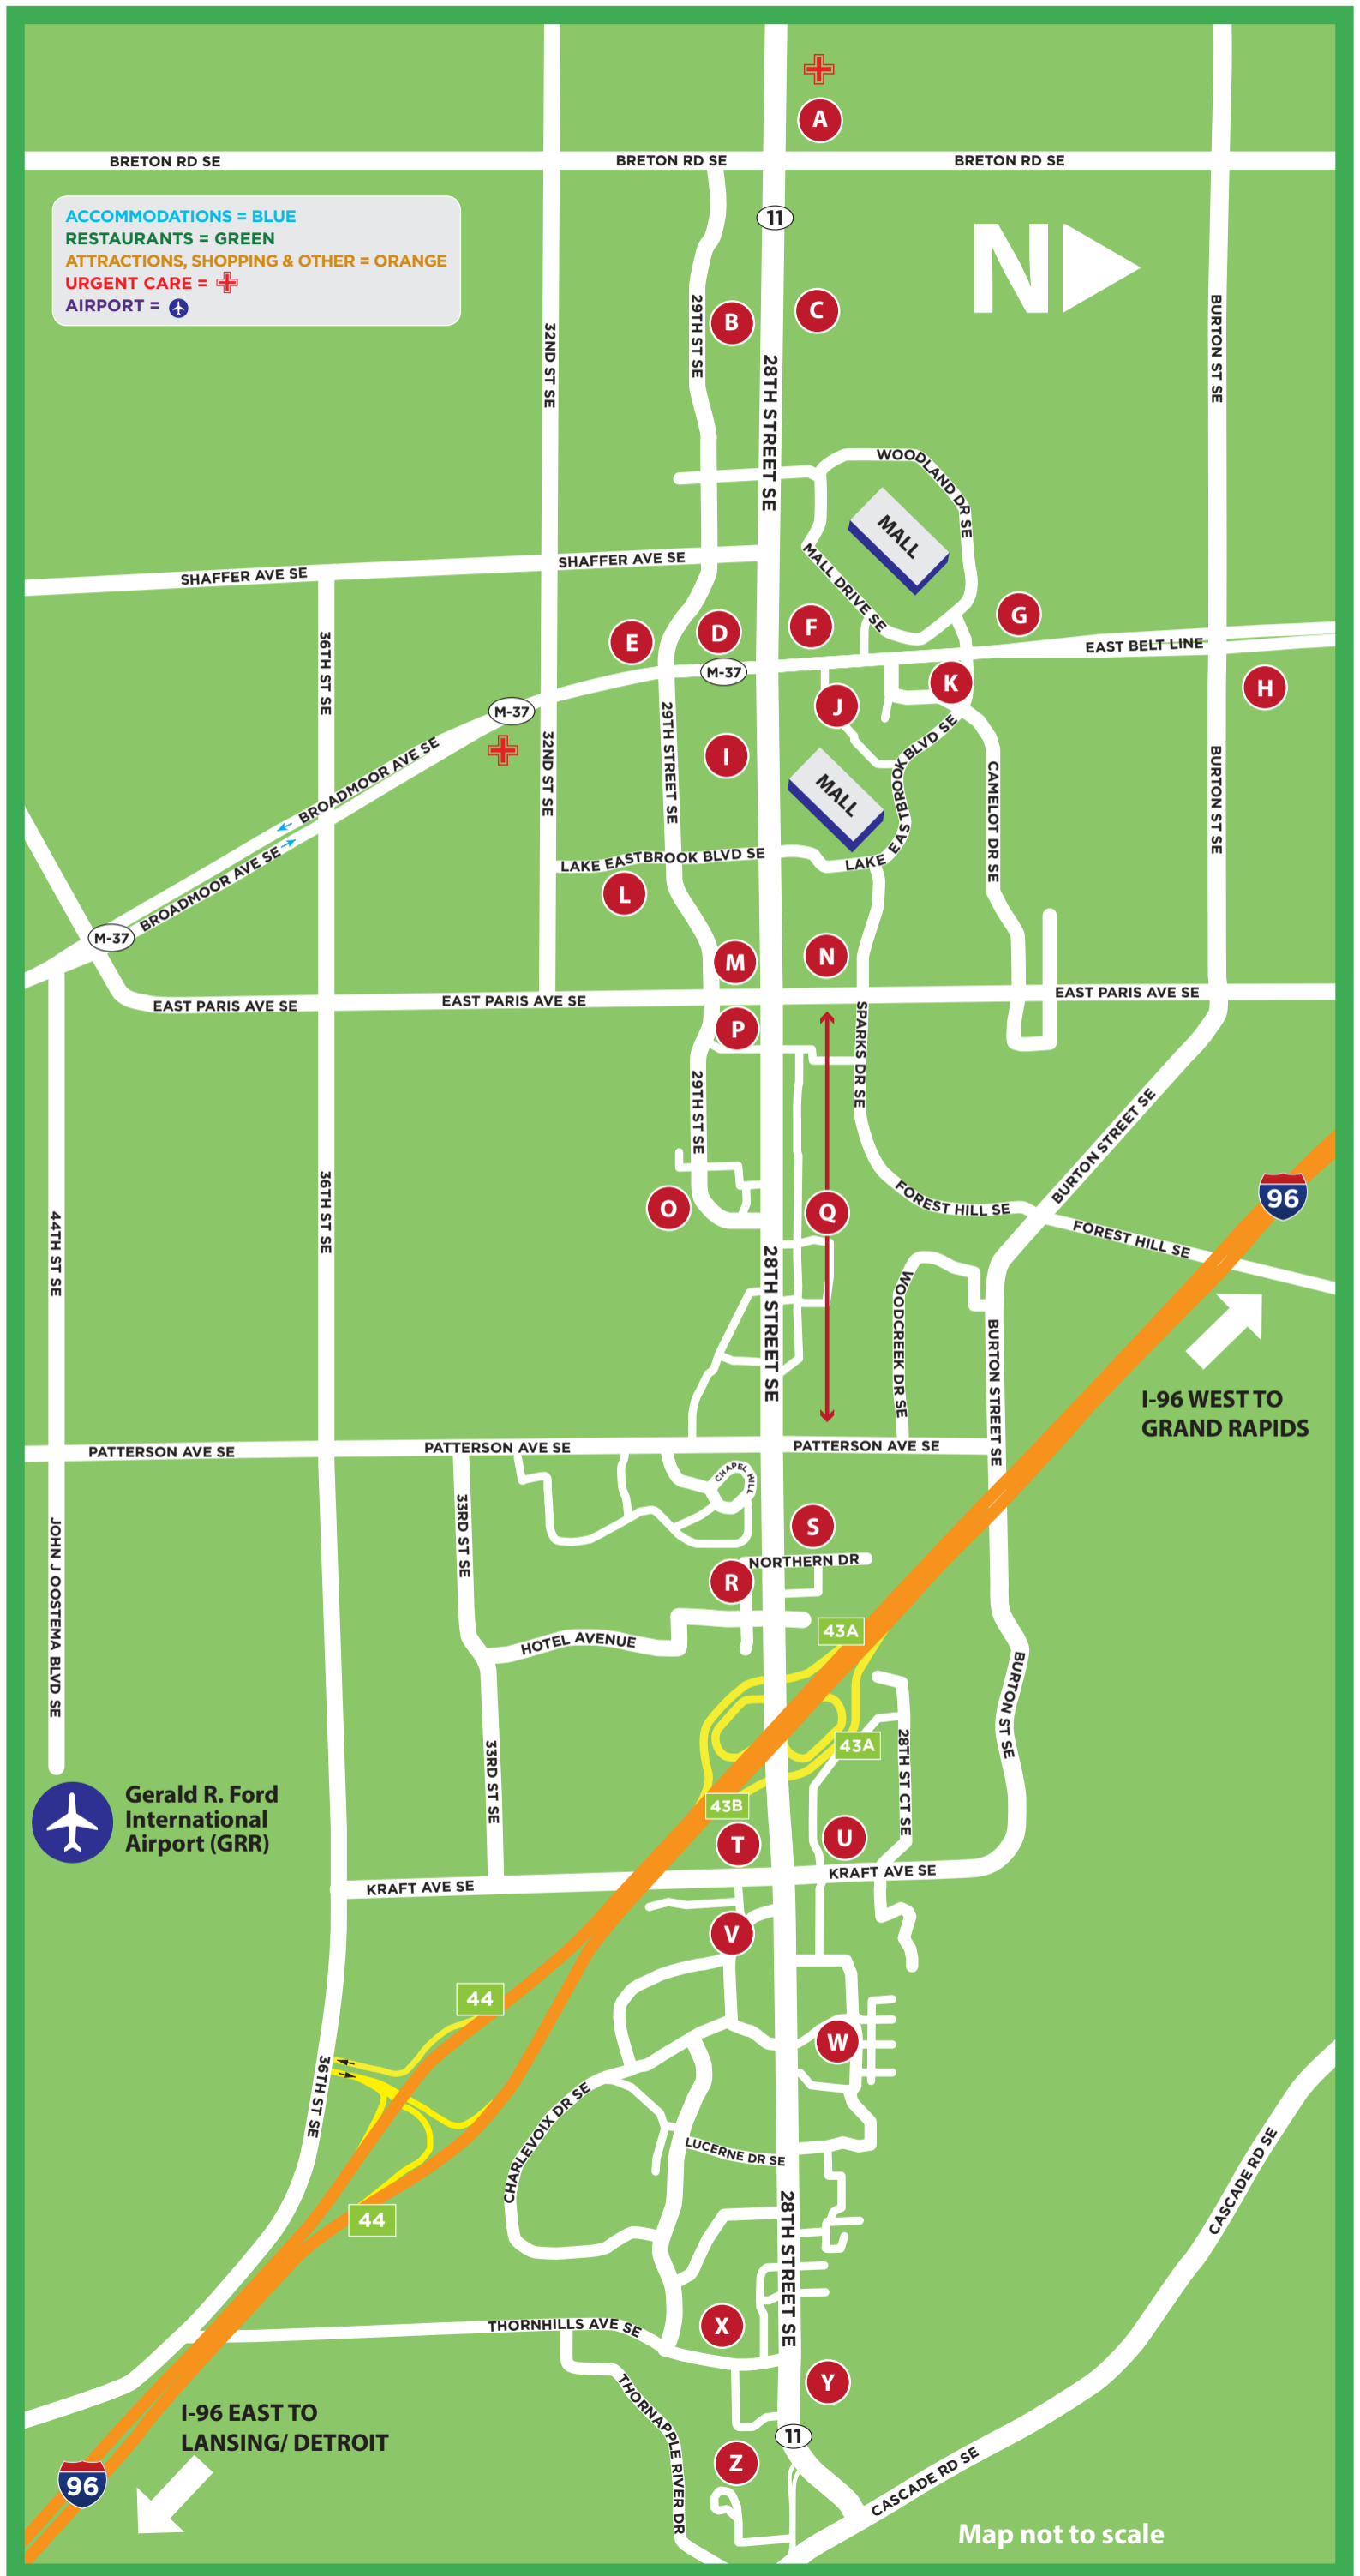 A
BRETON RD SE
BRETON RD SE
BRETON RD SE
ACCOMMODATIONS = BLUE
RESTAURANTS = GREEN
ATTRACTIONS, SHOPPING & OTHER = ORANGE
URGENT CARE =
AIRPORT =
11
N
B
C
29TH ST SE
32ND ST SE
28TH STREET SE
BURTON ST SE
WOODLAND DR SE
MALL
MALL DRIVE SE
SHAFFER AVE SE
SHAFFER AVE SE
G
F
D
E
EAST BELT LINE
36TH ST SE
M-37
K
H
J
M-37
I
29TH STREET SE
32ND ST SE
BROADMOOR AVE SE
MALL
LAKE EASTBROOK BLVD SE
CAMELOT DR SE
BURTON ST SE
BROADMOOR AVE SE
LAKE EASTBROOK BLVD SE
L
M-37
M
N
EAST PARIS AVE SE
EAST PARIS AVE SE
EAST PARIS AVE SE
P
SPARKS DR SE
29TH ST SE
BURTON STREET SE
96
O
Q
FOREST HILL SE
FOREST HILL SE
44TH ST SE
36TH ST SE
28TH STREET SE
WOODCREEK DR SE
BURTON STREET SE
I-96 WEST TO
GRAND RAPIDS
PATTERSON AVE SE
PATTERSON AVE SE
PATTERSON AVE SE
CHAPEL HILL
33RD ST SE
S
NORTHERN DR
R
JOHN J OOSTEMA BLVD SE
HOTEL AVENUE
43A
BURTON ST SE
43A
28TH ST CT SE
33RD ST SE
Gerald R. Ford
International
Airport (GRR)
43B
T
U
KRAFT AVE SE
KRAFT AVE SE
V
44
W
36TH ST SE
CHARLEVOIX DR SE
LUCERNE DR SE
CASCADE RD SE
44
28TH STREET SE
THORNHILLS AVE SE
X
Y
I-96 EAST TO
LANSING/ DETROIT
THORNAPPLE RIVER DR
11
Z
96
CASCADE RD SE
Map not to scale